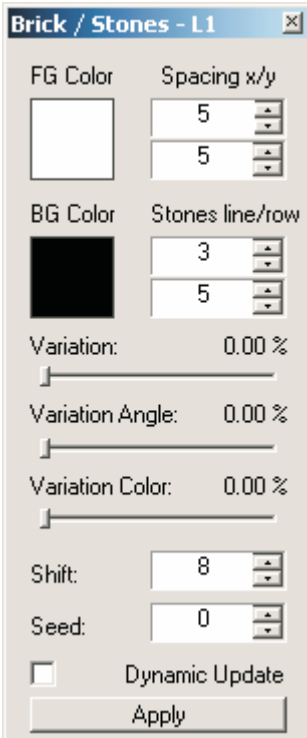 Brick / Stones - L1
FG Color Spacing x/y
5
5
BG Color Stones line/row
3
5
Variation: 0.00 %
Variation Angle: 0.00 %
Variation Color: 0.00 %
Shift: 8
Seed: 0
Dynamic Update
Apply